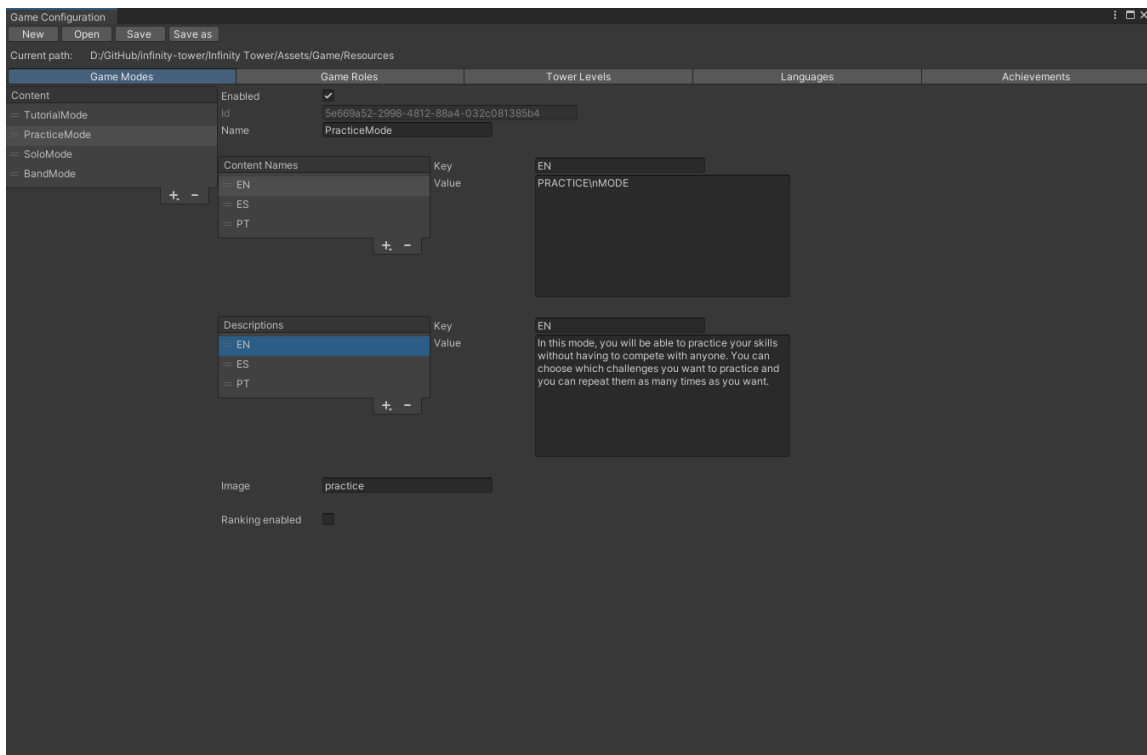 Game Configuration
New Open Save Save as
Current path: D:/GitHub/infinity-tower/Infinity Tower/Assets/Game/Resources
Game Modes Game Roles Tower Levels Languages Achievements
Content
TutorialMode
PracticeMode
SoloMode
BandMode
Enabled
Id 5e669a52-2998-4812-88a4-032c081385b4
Name PracticeMode
Content Names
EN
ES
PT
Key EN
Value PRACTICE\nMODE
Descriptions
EN
ES
PT
Key EN
Value In this mode, you will be able to practice your skills
without having to compete with anyone. You can
choose which challenges you want to practice and
you can repeat them as many times as you want.
Image practice
Ranking enabled